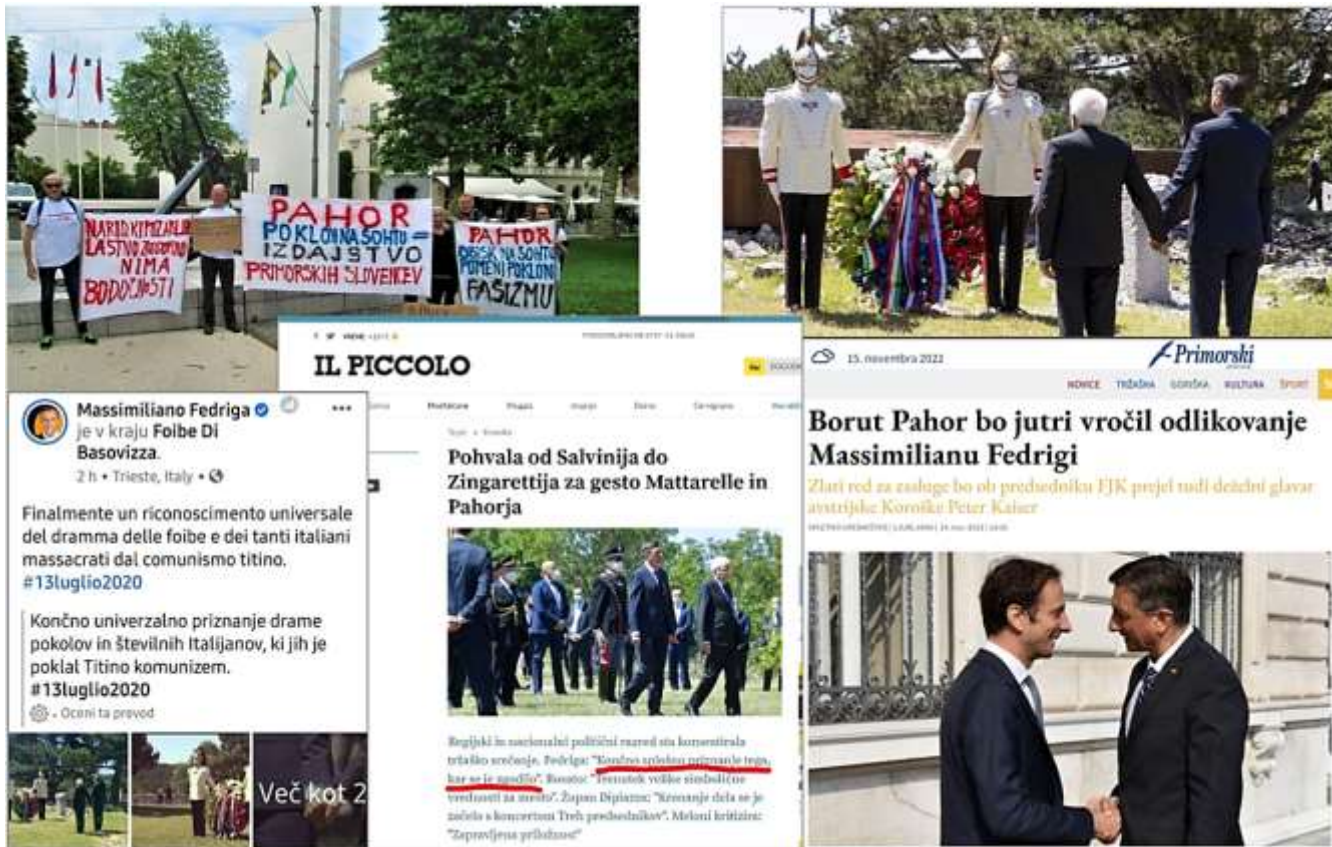 NAROD KI
NIMA
BODOČNOSTI
PAHOR
POKLON NA ŠOHTU =
IZDAJSTVO
PRIMORSKIH SLOVENCEV
PAHOR
OBISK NA ŠOHTU
POMENI POKLON
FAŠIZMU
IL PICCOLO
Pohvala od Salvinija do
Zingarettija za gesto Mattarelle in
Pahorja
Regijski in nacionalni politični razred sta komentirala
tržaško srečanje. Fedriga: "Končno splošno priznanje tega,
kar se je zgodilo". Rosato: "Trenutek velike simbolične
vrednosti za mesto". Župan Dipiazza: "Krmanje dela se je
začelo s koncertom Treh predsednikov". Meloni kritizira:
"Zapravljena priložnost"
Massimiliano Fedriga
je v kraju Foibe Di
Basovizza.
2 h • Trieste, Italy •
Finalmente un riconoscimento universale
del dramma delle foibe e dei tanti italiani
massacrati dal comunismo titino.
#13luglio2020
Končno univerzalno priznanje drame
pokolov in številnih Italijanov, ki jih je
poklal Titino komunizem.
#13luglio2020
Oceni ta prevod
Več kot 2
15. novembra 2022
Primorski
NOVICE TRŽAŠKA GORIŠKA KULTURA ŠPORT
Borut Pahor bo jutri vročil odlikovanje
Massimilianu Fedrigi
Zlati red za zasluge bo ob predsedniku FJK prejel tudi deželni glavar
avstrijske Koroške Peter Kaiser